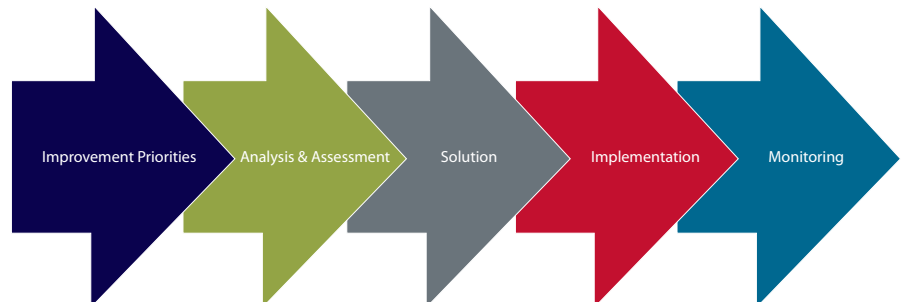 Improvement Priorities
Analysis & Assessment
Solution
Implementation
Monitoring